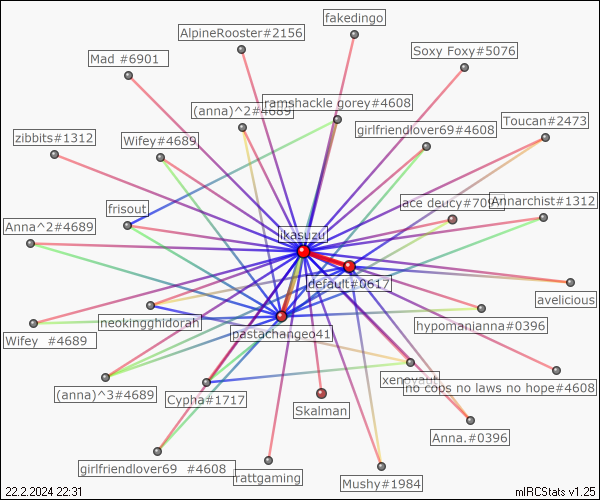 fakedingo
AlpineRooster#2156
Soxy Foxy#5076
Mad #6901
ramshackle gorey#4608
(anna)^2#4689
Toucan#2473
girlfriendlover69#4608
zibbits#1312
Wifey#4689
ace deucy#709
Annarchist#1312
frisout
Anna^2#4689
ikasuzu
default#0617
avelicious
neokingghidorah
hypomanianna#0396
pastachange041
Wifey #4689
xenovaut
no cops no laws no hope#4608
(anna)^3#4689
Cypha#1717
Skalman
Anna.#0396
girlfriendlover69 #4608
rattgaming
Mushy#1984
22.2.2024 22:31
mIRCStats v1.25